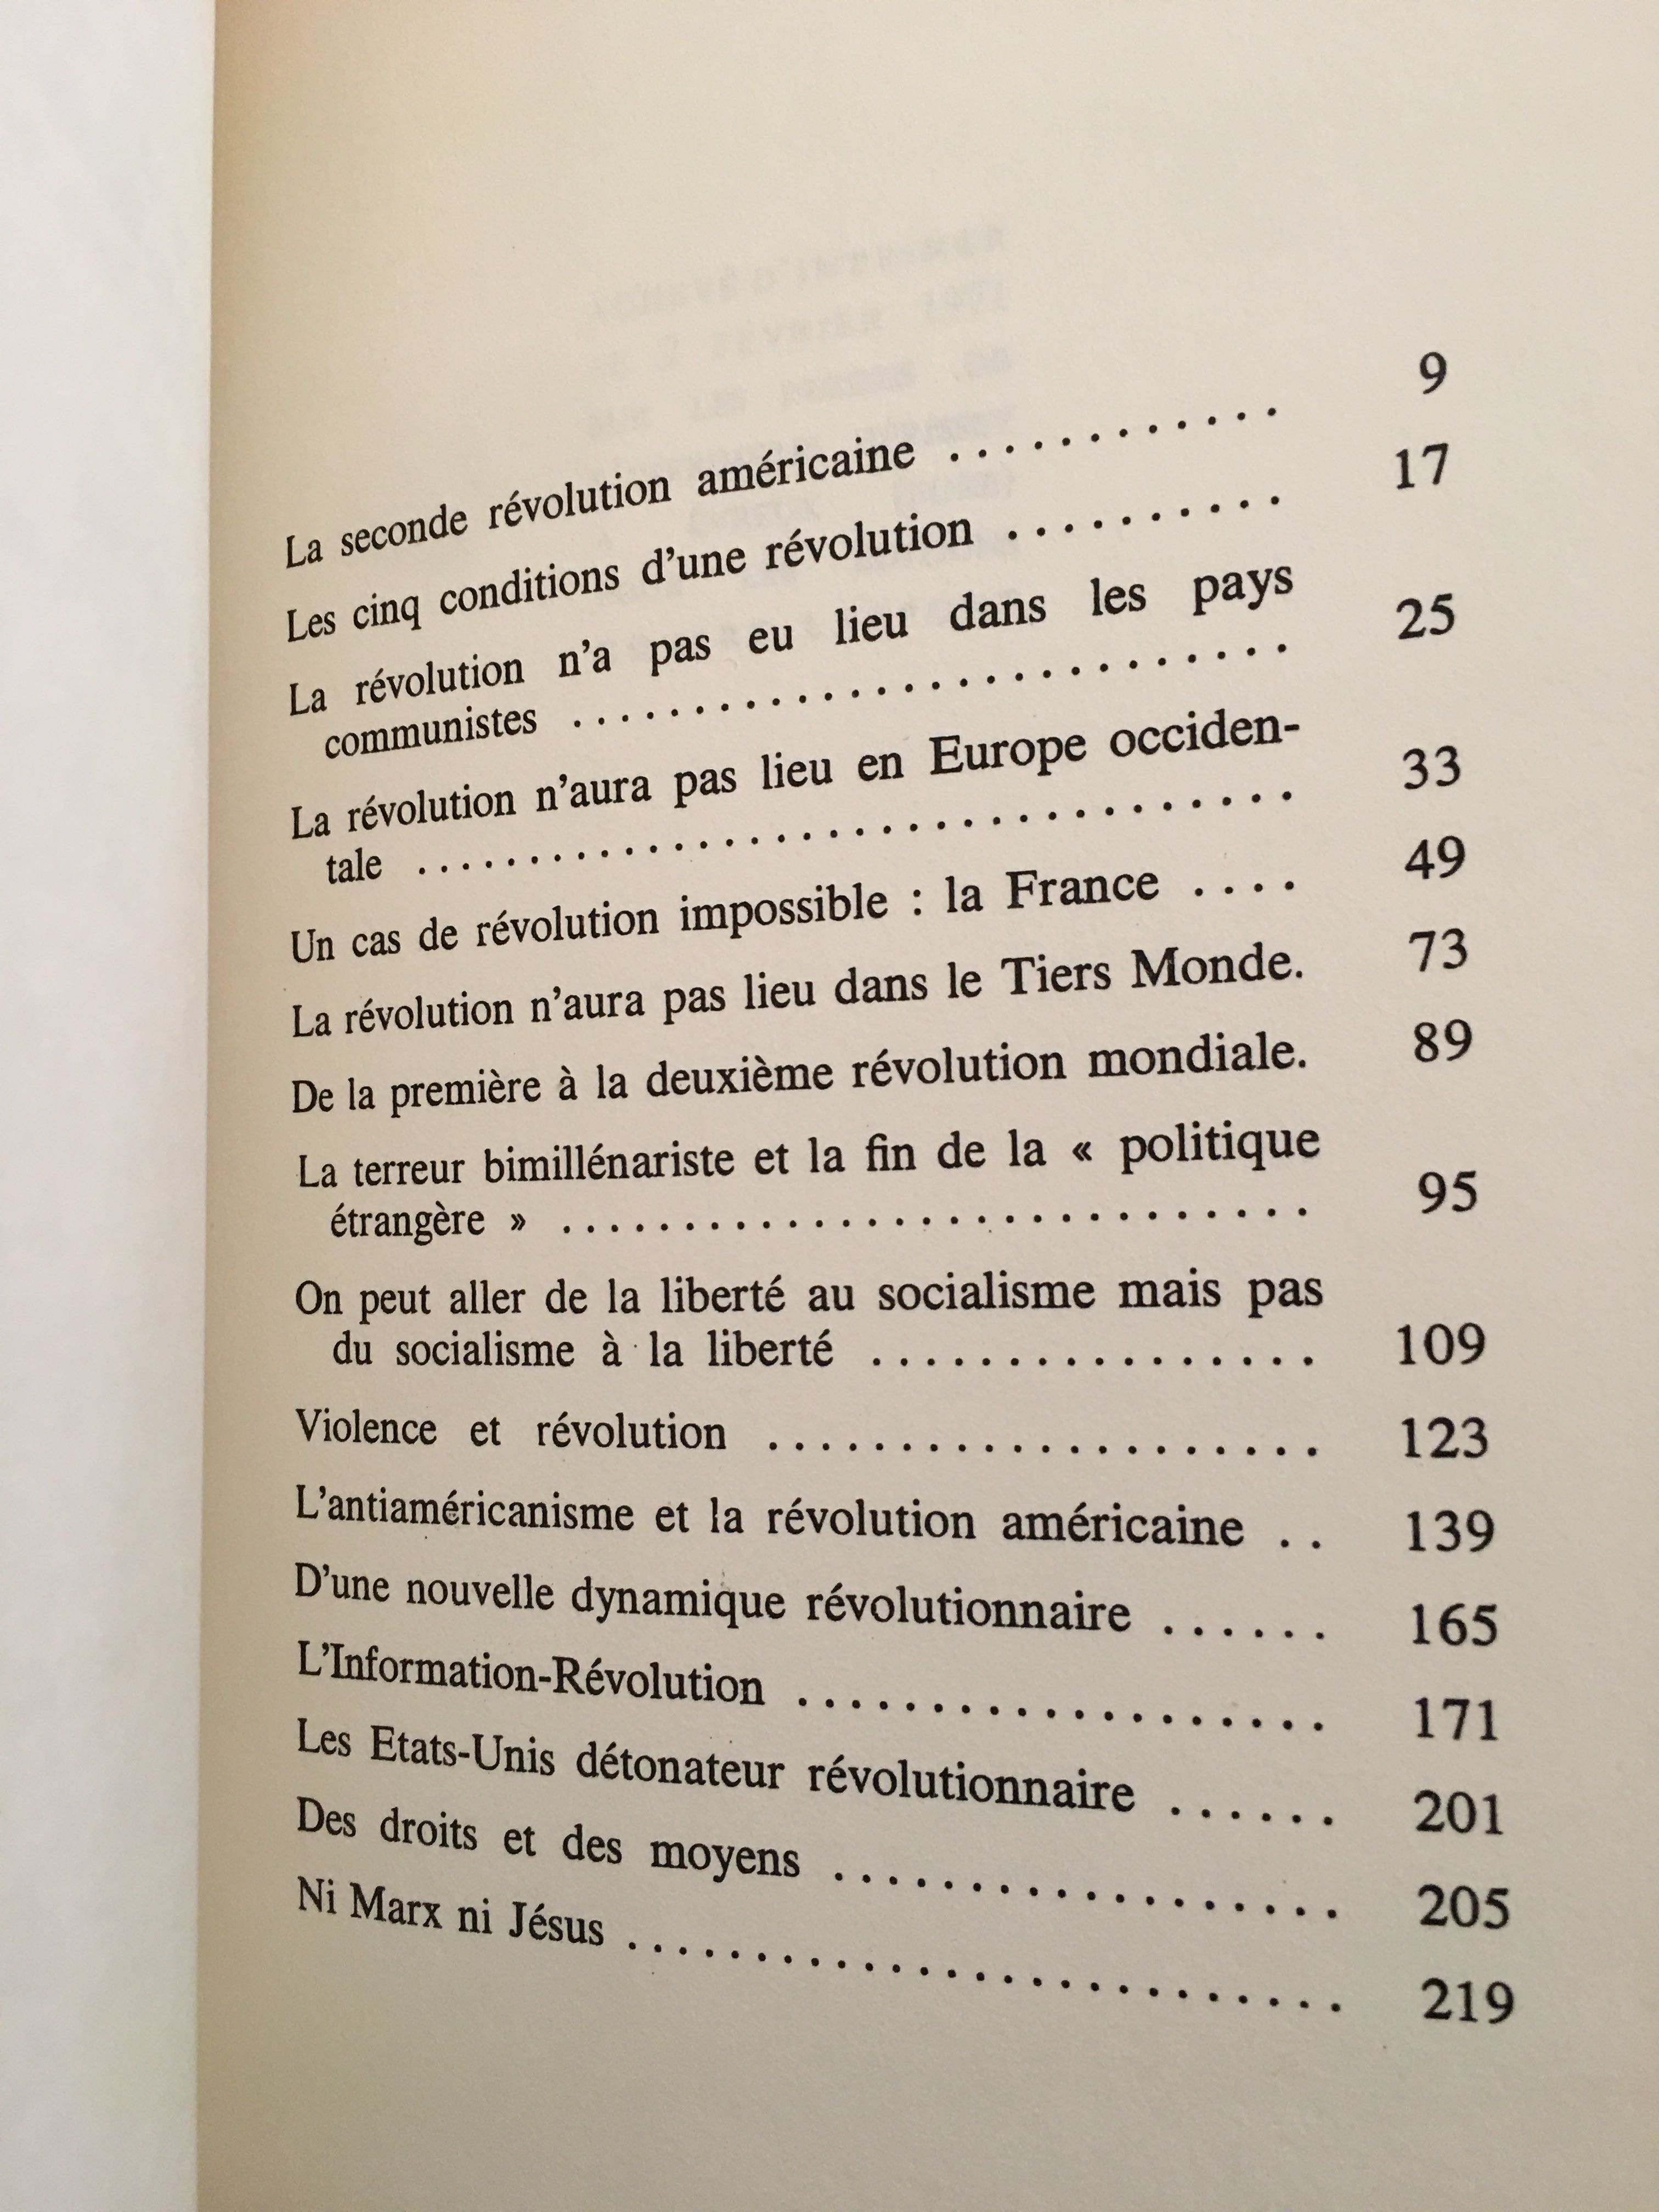 La seconde révolution américaine ............ 9
Les cinq conditions d'une révolution .......... 17
La révolution n'a pas eu lieu dans les pays
communistes ........................... 25
La révolution n'aura pas lieu en Europe occiden-
tale ................................ 33
Un cas de révolution impossible : la France .... 49
La révolution n'aura pas lieu dans le Tiers Monde. 73
De la première à la deuxième révolution mondiale. 89
La terreur bimillénariste et la fin de la « politique
étrangère » ............................ 95
On peut aller de la liberté au socialisme mais pas
du socialisme à la liberté ................. 109
Violence et révolution ..................... 123
L'antiaméricanisme et la révolution américaine .. 139
D'une nouvelle dynamique révolutionnaire ...... 165
L'Information-Révolution .................... 171
Les Etats-Unis détonateur révolutionnaire ...... 201
Des droits et des moyens ................... 205
Ni Marx ni Jésus ........................... 219